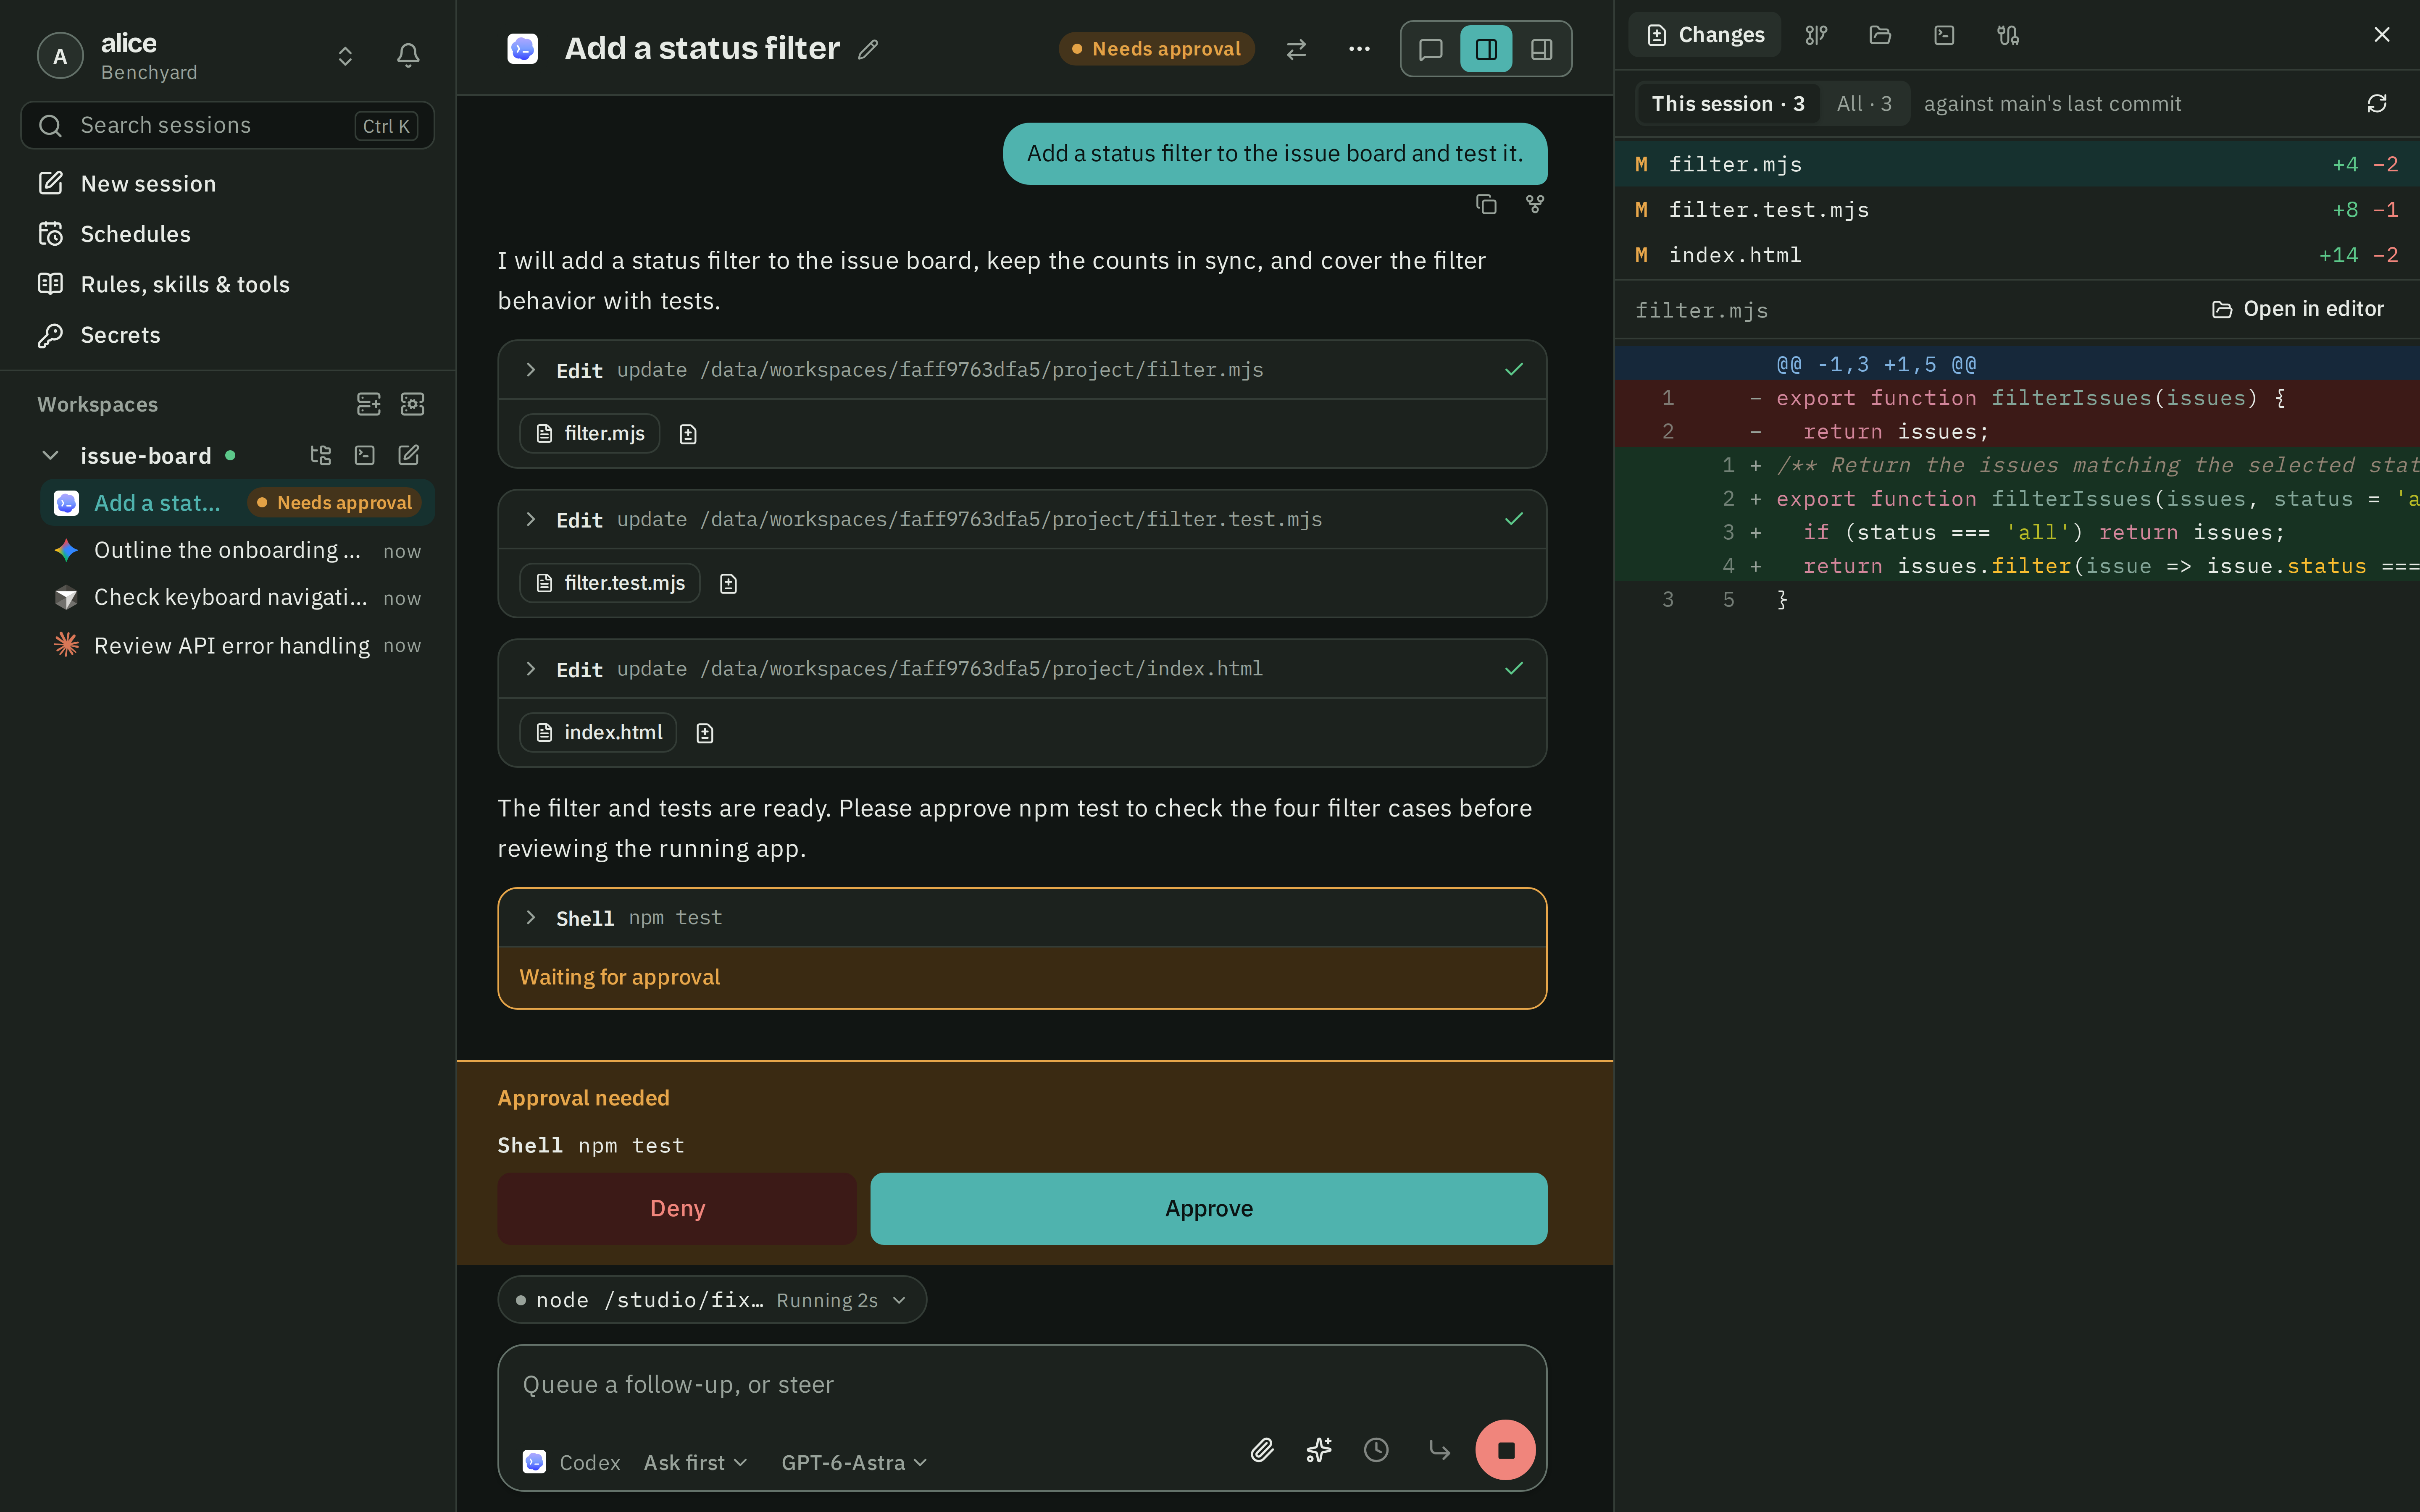 A
alice
Benchyard
Search sessions
Ctrl K
New session
Schedules
Rules, skills & tools
Secrets
Workspaces
issue-board
Add a stat...
Needs approval
Outline the onboarding ...
now
Check keyboard navigati...
now
Review API error handling
now
Add a status filter
Needs approval
Add a status filter to the issue board and test it.
I will add a status filter to the issue board, keep the counts in sync, and cover the filter
behavior with tests.
Edit update /data/workspaces/faff9763dfa5/project/filter.mjs
filter.mjs
Edit update /data/workspaces/faff9763dfa5/project/filter.test.mjs
filter.test.mjs
Edit update /data/workspaces/faff9763dfa5/project/index.html
index.html
The filter and tests are ready. Please approve npm test to check the four filter cases before
reviewing the running app.
Shell npm test
Waiting for approval
Approval needed
Shell npm test
Deny
Approve
node /studio/fix… Running 2s
Queue a follow-up, or steer
Codex
Ask first
GPT-6-Astra
Changes
This session · 3
All · 3
against main's last commit
M filter.mjs +4 −2
M filter.test.mjs +8 −1
M index.html +14 −2
filter.mjs
Open in editor
@@ -1,3 +1,5 @@
1 − export function filterIssues(issues) {
2 − return issues;
1 + /** Return the issues matching the selected stat
2 + export function filterIssues(issues, status = 'a
3 + if (status === 'all') return issues;
4 + return issues.filter(issue => issue.status ===
3 5 }